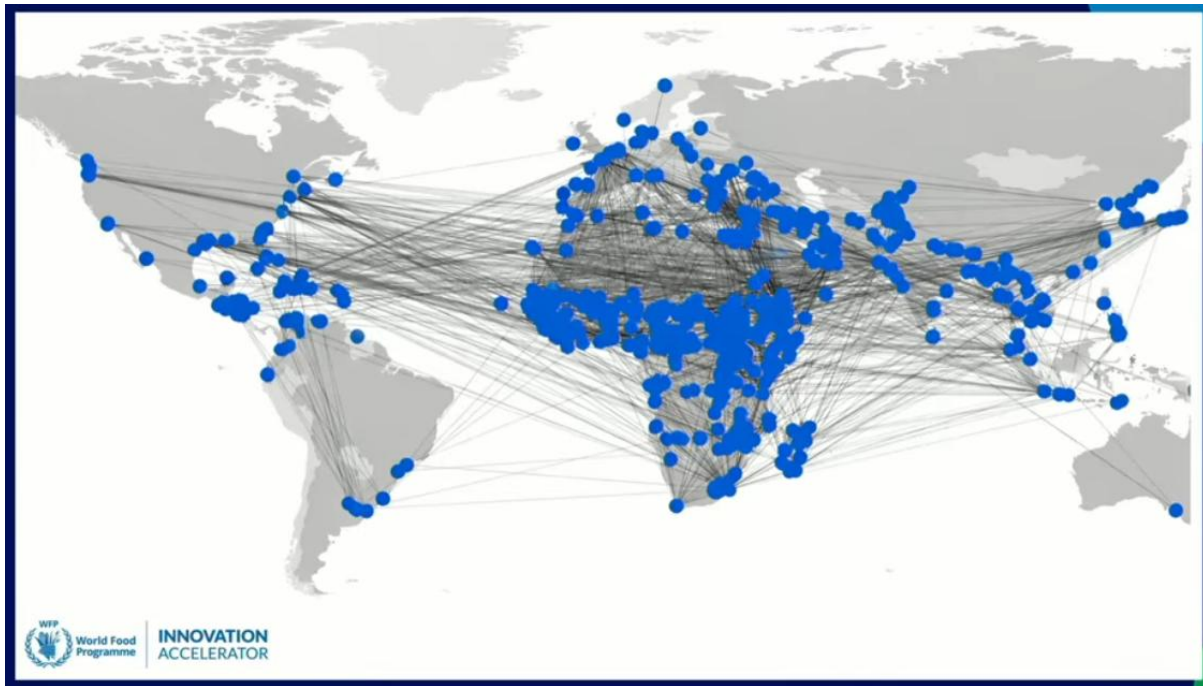 WFP
World Food
Programme
INNOVATION
ACCELERATOR